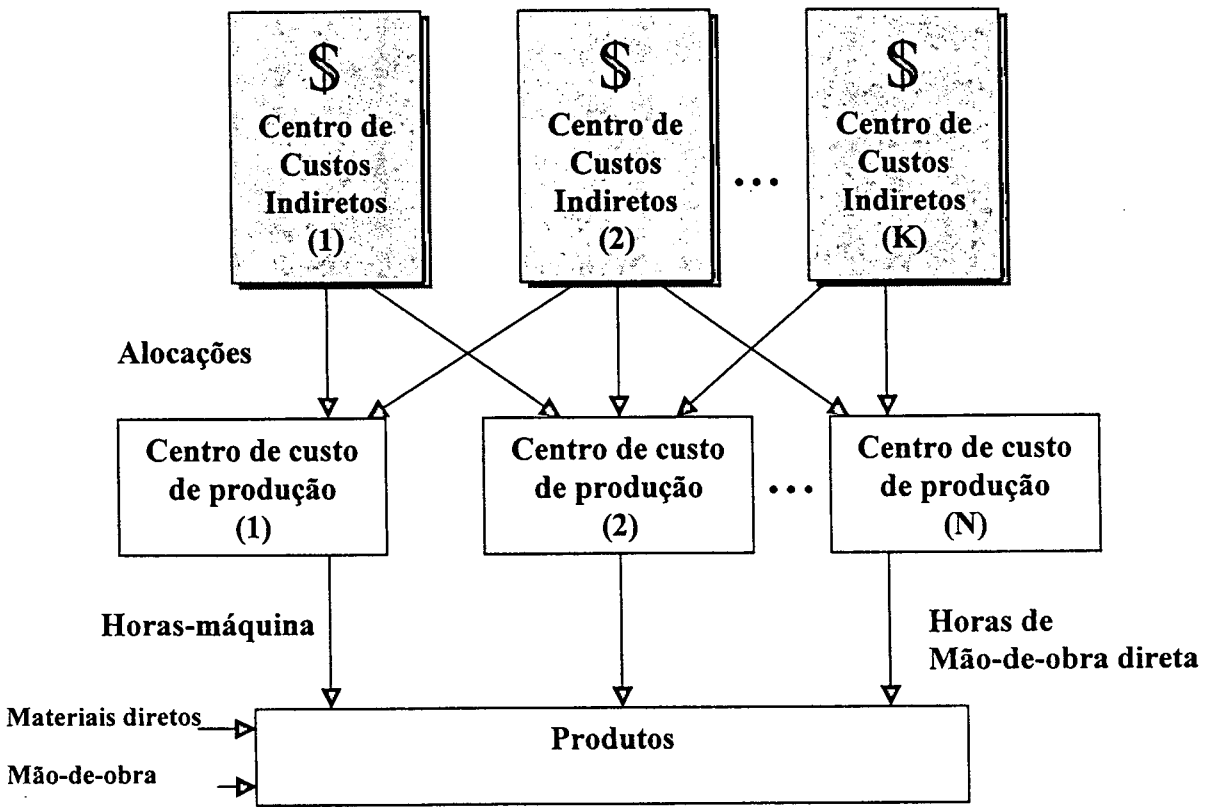 $
Centro de
Custos
Indiretos
(1)
$
Centro de
Custos
Indiretos
(2)
...
$
Centro de
Custos
Indiretos
(K)
Alocações
Centro de custo
de produção
(1)
Centro de custo
de produção
(2)
...
Centro de custo
de produção
(N)
Horas-máquina
Horas de
Mão-de-obra direta
Materiais diretos
Mão-de-obra
Produtos